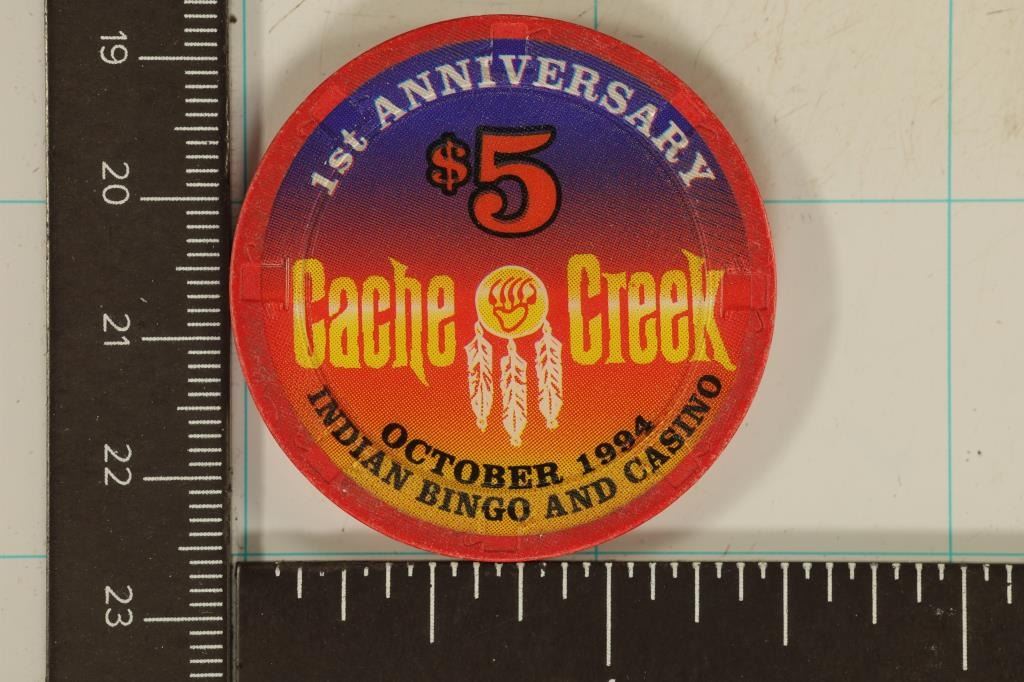 1st ANNIVERSARY
$5
Cache Creek
OCTOBER 1994
INDIAN BINGO AND CASINO
19
20
21
22
23